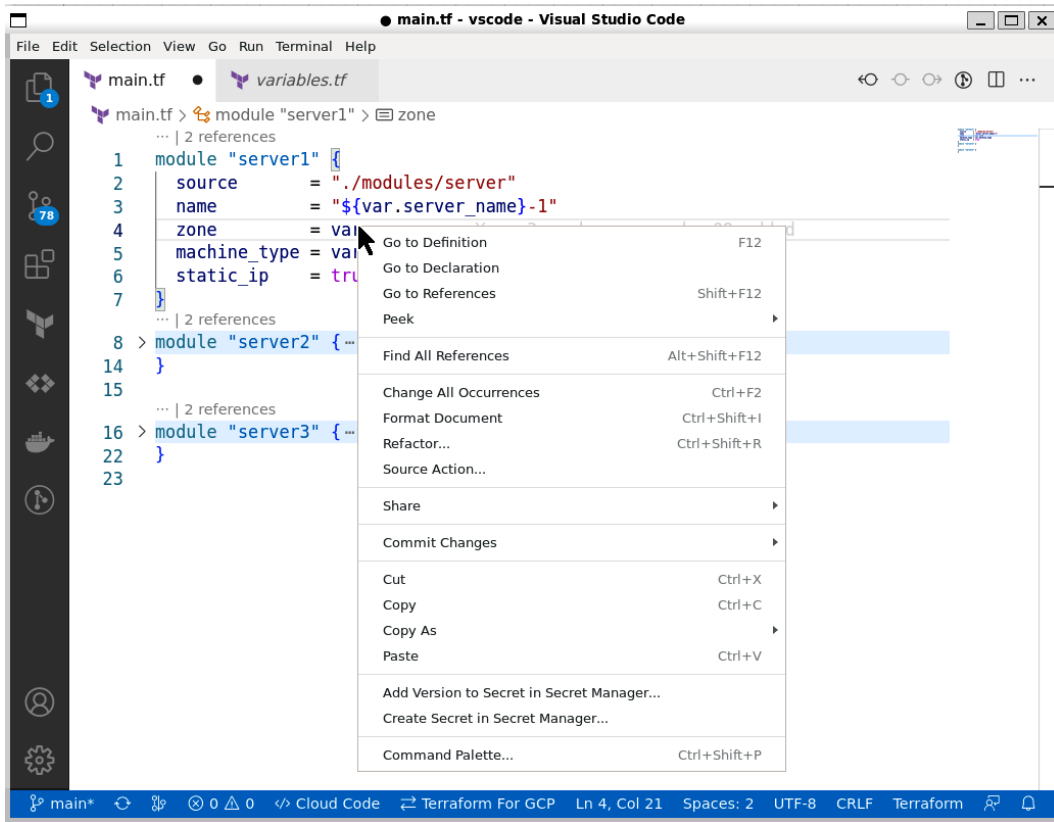 ● main.tf - vscode - Visual Studio Code
File Edit Selection View Go Run Terminal Help
main.tf ● variables.tf
main.tf > module "server1" > zone
··· | 2 references
1 module "server1" {
2 source = "./modules/server"
3 name = "${var.server_name}-1"
4 zone = var
5 machine_type = var
6 static_ip = tru
7 }
··· | 2 references
8 > module "server2" {···
14 }
15
··· | 2 references
16 > module "server3" {···
22 }
23
Go to Definition F12
Go to Declaration
Go to References Shift+F12
Peek
Find All References Alt+Shift+F12
Change All Occurrences Ctrl+F2
Format Document Ctrl+Shift+I
Refactor... Ctrl+Shift+R
Source Action...
Share
Commit Changes
Cut Ctrl+X
Copy Ctrl+C
Copy As
Paste Ctrl+V
Add Version to Secret in Secret Manager...
Create Secret in Secret Manager...
Command Palette... Ctrl+Shift+P
1
78
main* 0 0 Cloud Code Terraform For GCP Ln 4, Col 21 Spaces: 2 UTF-8 CRLF Terraform